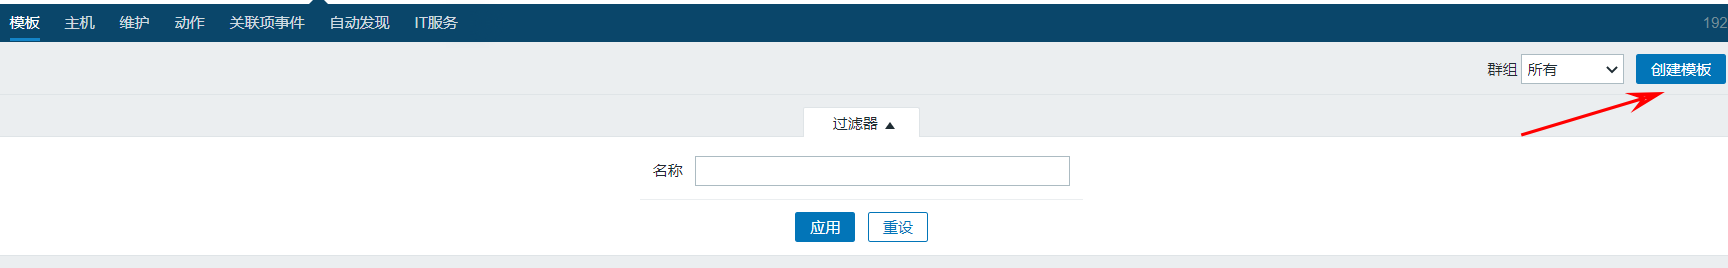 模板 主机 维护 动作 关联项事件 自动发现 IT服务 192
群组 所有 创建模板
过滤器
名称
应用 重设